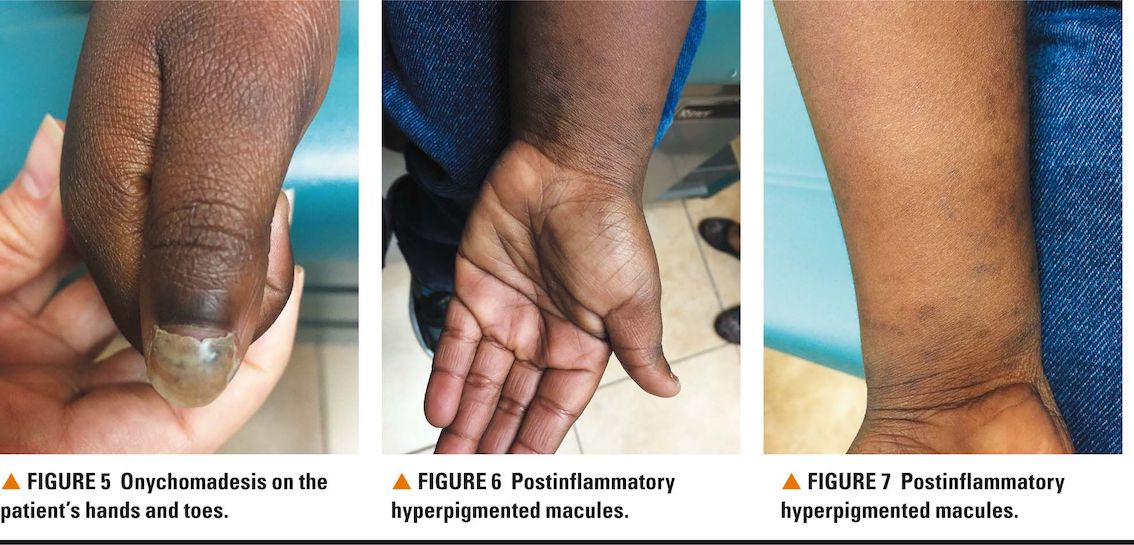 ▲ FIGURE 5 Onychomadesis on the
patient’s hands and toes.
▲ FIGURE 6 Postinflammatory
hyperpigmented macules.
▲ FIGURE 7 Postinflammatory
hyperpigmented macules.